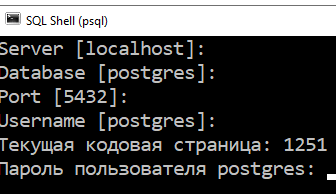 SQL Shell (psql)
Server [localhost]:
Database [postgres]:
Port [5432]:
Username [postgres]:
Текущая кодовая страница: 1251
Пароль пользователя postgres: